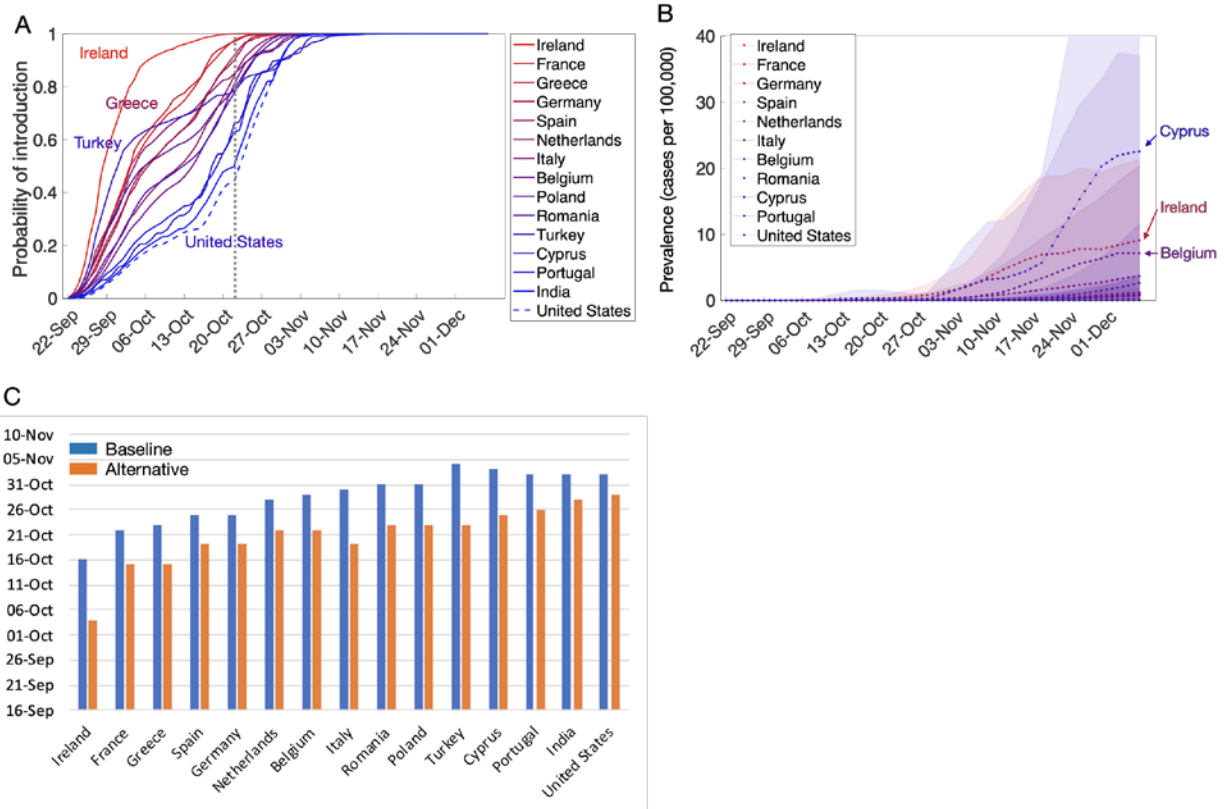 A
Probability of introduction
1
0.8
0.6
0.4
0.2
0
Ireland
Greece
Turkey
United States
22-Sep
29-Sep
06-Oct
13-Oct
20-Oct
27-Oct
03-Nov
10-Nov
17-Nov
24-Nov
01-Dec
Ireland
France
Greece
Germany
Spain
Netherlands
Italy
Belgium
Poland
Romania
Turkey
Cyprus
Portugal
India
United States
B
Prevalence (cases per 100,000)
40
30
20
10
0
Ireland
France
Germany
Spain
Netherlands
Italy
Belgium
Romania
Cyprus
Portugal
United States
Cyprus
Ireland
Belgium
22-Sep
29-Sep
06-Oct
13-Oct
20-Oct
27-Oct
03-Nov
10-Nov
17-Nov
24-Nov
01-Dec
C
Baseline
Alternative
10-Nov
05-Nov
31-Oct
26-Oct
21-Oct
16-Oct
11-Oct
06-Oct
01-Oct
26-Sep
21-Sep
16-Sep
Ireland
France
Greece
Spain
Germany
Netherlands
Belgium
Italy
Romania
Poland
Turkey
Cyprus
Portugal
India
United States